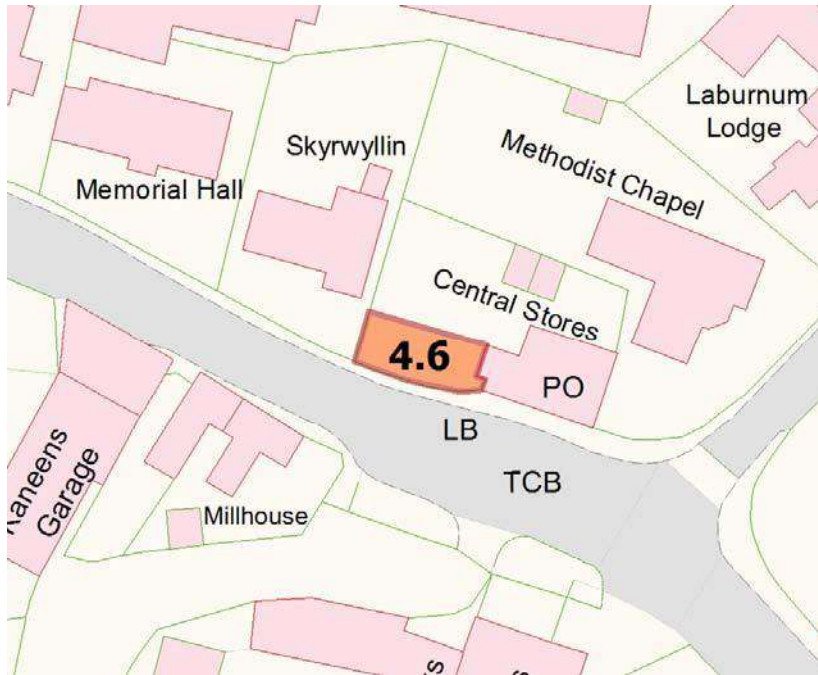 Laburnum
Lodge
Methodist Chapel
Skyrwyllin
Memorial Hall
Central Stores
4.6
PO
LB
TCB
Kaneens
Garage
Millhouse